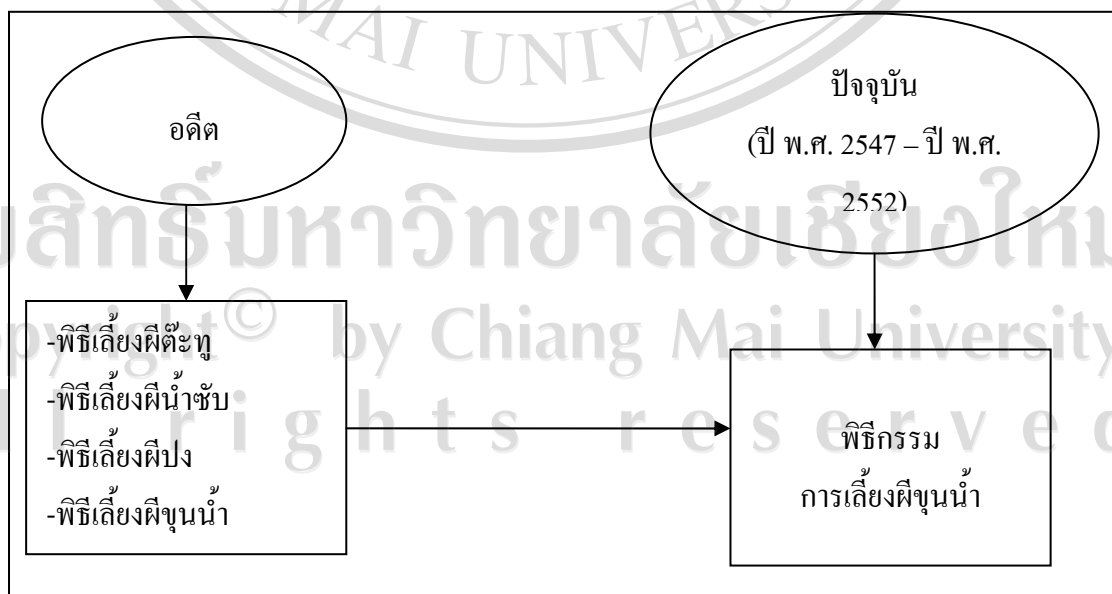 MAI UNIVERS
อดีต
ปัจจุบัน
(ปี พ.ศ. 2547 – ปี พ.ศ.
2552)
สิทธิ์มหาวิทยาลัยเชียงใหม่
opyright© by Chiang Mai University
l rights reserved
-พิธีเลี้ยงผีต๊ะทู
-พิธีเลี้ยงผีน้ำซับ
-พิธีเลี้ยงผีปง
-พิธีเลี้ยงผีขุนน้ำ
พิธีกรรม
การเลี้ยงผีขุนน้ำ